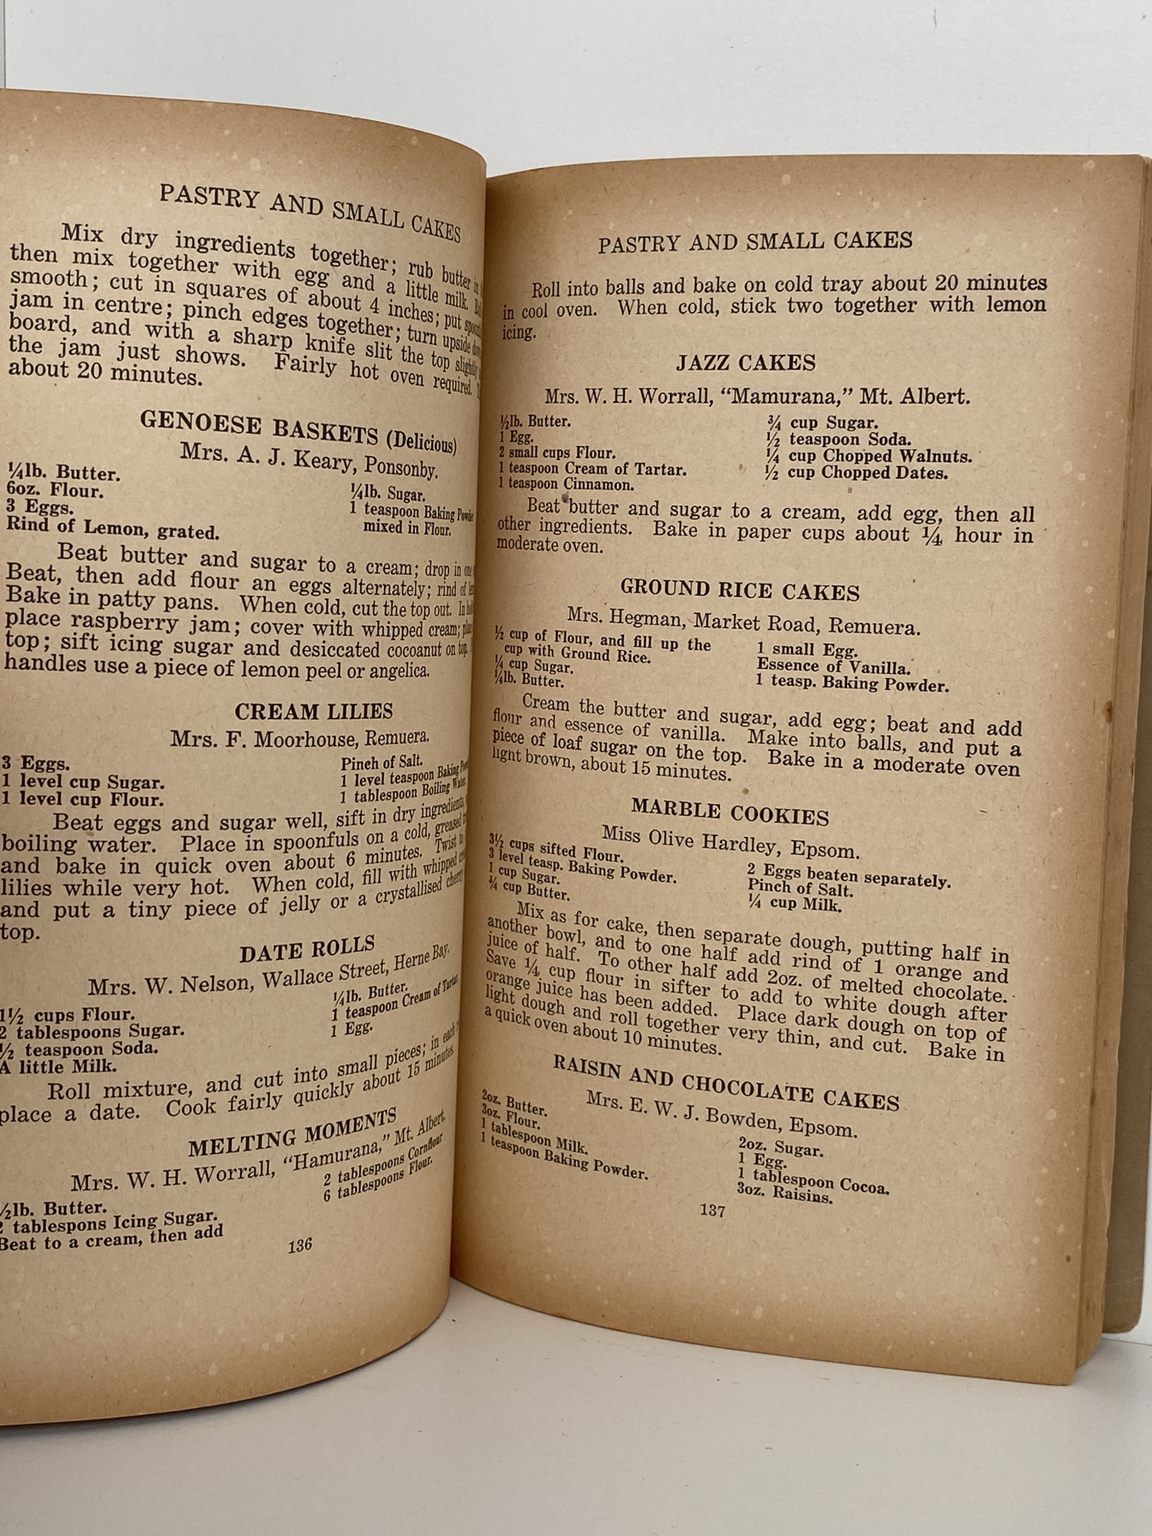 PASTRY AND SMALL CAKES
Mix dry ingredients together; rub butter in
then mix together with egg and a little milk.
smooth; cut in squares of about 4 inches; put
jam in centre; pinch edges together; turn upside
board, and with a sharp knife slit the top
the jam just shows. Fairly hot oven required.
about 20 minutes.
GENOESE BASKETS (Delicious)
Mrs. A. J. Keary, Ponsonby.
¼lb. Butter.
6oz. Flour.
3 Eggs.
Rind of Lemon, grated.
¼lb. Sugar.
1 teaspoon Baking Powder
mixed in Flour.
Beat butter and sugar to a cream; drop in
Beat, then add flour an eggs alternately; rind of
Bake in patty pans. When cold, cut the top out. In
place raspberry jam; cover with whipped cream;
top; sift icing sugar and desiccated cocoanut on top.
handles use a piece of lemon peel or angelica.
CREAM LILIES
Mrs. F. Moorhouse, Remuera.
3 Eggs.
1 level cup Sugar.
1 level cup Flour.
Pinch of Salt.
1 level teaspoon Baking
1 tablespoon Boiling Water.
Beat eggs and sugar well, sift in dry ingredients,
boiling water. Place in spoonfuls on a cold, greased
and bake in quick oven about 6 minutes. Twist
lilies while very hot. When cold, fill with whipped
and put a tiny piece of jelly or a crystallised cherry
top.
DATE ROLLS
Mrs. W. Nelson, Wallace Street, Herne Bay.
1½ cups Flour.
2 tablespoons Sugar.
½ teaspoon Soda.
A little Milk.
¼lb. Butter.
1 teaspoon Cream of Tartar.
1 Egg.
Roll mixture, and cut into small pieces; in each
place a date. Cook fairly quickly about 15 minutes.
MELTING MOMENTS
Mrs. W. H. Worrall, "Hamurana," Mt. Albert.
½lb. Butter.
2 tablespons Icing Sugar.
Beat to a cream, then add
2 tablespoons Cornflour
6 tablespoons Flour.
136
PASTRY AND SMALL CAKES
Roll into balls and bake on cold tray about 20 minutes
in cool oven. When cold, stick two together with lemon
icing.
JAZZ CAKES
Mrs. W. H. Worrall, "Mamurana," Mt. Albert.
½lb. Butter.
1 Egg.
2 small cups Flour.
1 teaspoon Cream of Tartar.
1 teaspoon Cinnamon.
¾ cup Sugar.
½ teaspoon Soda.
¼ cup Chopped Walnuts.
½ cup Chopped Dates.
Beat butter and sugar to a cream, add egg, then all
other ingredients. Bake in paper cups about ¼ hour in
moderate oven.
GROUND RICE CAKES
Mrs. Hegman, Market Road, Remuera.
½ cup of Flour, and fill up the
cup with Ground Rice.
¼ cup Sugar.
¼lb. Butter.
1 small Egg.
Essence of Vanilla.
1 teasp. Baking Powder.
Cream the butter and sugar, add egg; beat and add
flour and essence of vanilla. Make into balls, and put a
piece of loaf sugar on the top. Bake in a moderate oven
light brown, about 15 minutes.
MARBLE COOKIES
Miss Olive Hardley, Epsom.
3½ cups sifted Flour.
3 level teasp. Baking Powder.
1 cup Sugar.
¾ cup Butter.
2 Eggs beaten separately.
Pinch of Salt.
¼ cup Milk.
Mix as for cake, then separate dough, putting half in
another bowl, and to one half add rind of 1 orange and
juice of half. To other half add 2oz. of melted chocolate.
Save ¼ cup flour in sifter to add to white dough after
orange juice has been added. Place dark dough on top of
light dough and roll together very thin, and cut. Bake in
a quick oven about 10 minutes.
RAISIN AND CHOCOLATE CAKES
Mrs. E. W. J. Bowden, Epsom.
2oz. Butter.
3oz. Flour.
1 tablespoon Milk.
1 teaspoon Baking Powder.
2oz. Sugar.
1 Egg.
1 tablespoon Cocoa.
3oz. Raisins.
137